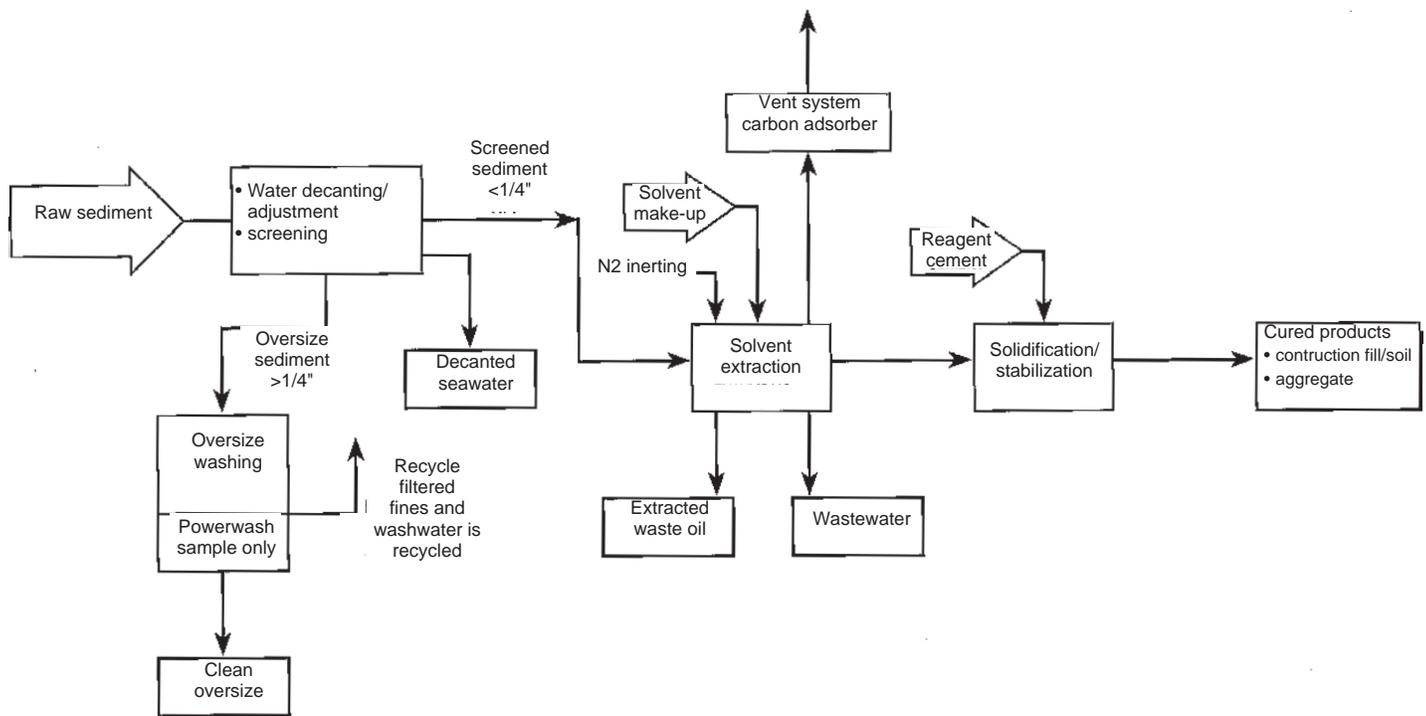 Vent system
carbon adsorber
Screened
sediment
<1/4"
Raw sediment
• Water decanting/
adjustment
• screening
Solvent
make-up
N2 inerting
Reagent
cement
Oversize
sediment
>1/4"
Decanted
seawater
Solvent
extraction
Solidification/
stabilization
Cured products
• contruction fill/soil
• aggregate
Oversize
washing
Powerwash
sample only
Recycle
filtered
fines and
washwater is
recycled
Extracted
waste oil
Wastewater
Clean
oversize